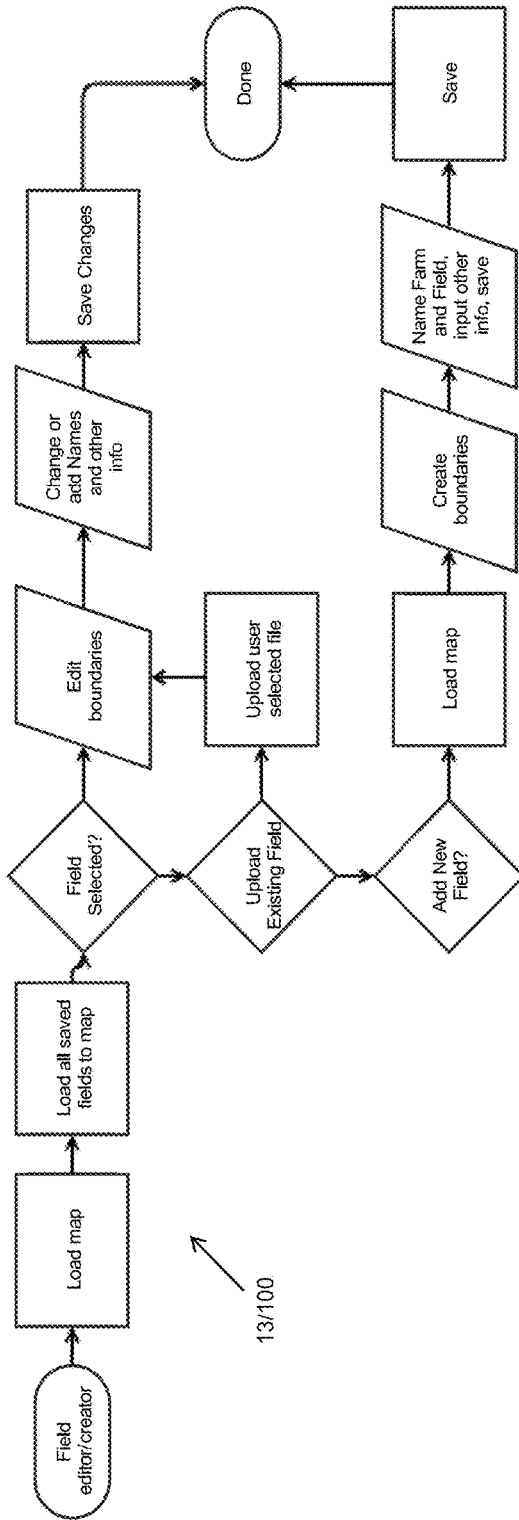 Field
editor/creator
Load map
Load all saved
fields to map
Field
Selected?
Edit
boundaries
Change or
add Names
and other
info
Save Changes
Done
Upload
Existing Field
Upload user
selected file
Add New
Field?
Load map
Create
boundaries
Name Farm
and Field,
input other
info, save
Save
13/100